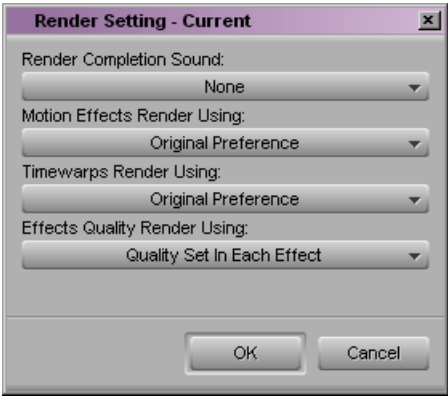 Render Setting - Current
Render Completion Sound:
None
Motion Effects Render Using:
Original Preference
Timewarps Render Using:
Original Preference
Effects Quality Render Using:
Quality Set In Each Effect
OK Cancel